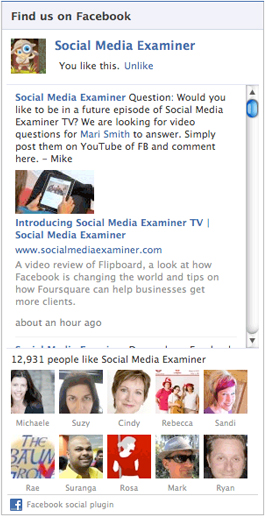 Find us on Facebook
Social Media Examiner
You like this. Unlike
Social Media Examiner Question: Would you
like to be in a future episode of Social Media
Examiner TV? We are looking for video
questions for Mari Smith to answer. Simply
post them on YouTube of FB and comment
here. – Mike
Introducing Social Media Examiner TV |
Social Media Examiner
www.socialmediaexaminer.com
A video review of Flipboard, a look at how
Facebook is changing the world and tips on
how Foursquare can help businesses get
more clients.
about an hour ago
12,931 people like Social Media Examiner
Michaele Suzy Cindy Rebecca Sandi
THE
BAUM
GRO
Rae Suranga Rosa Mark Ryan
Facebook social plugin